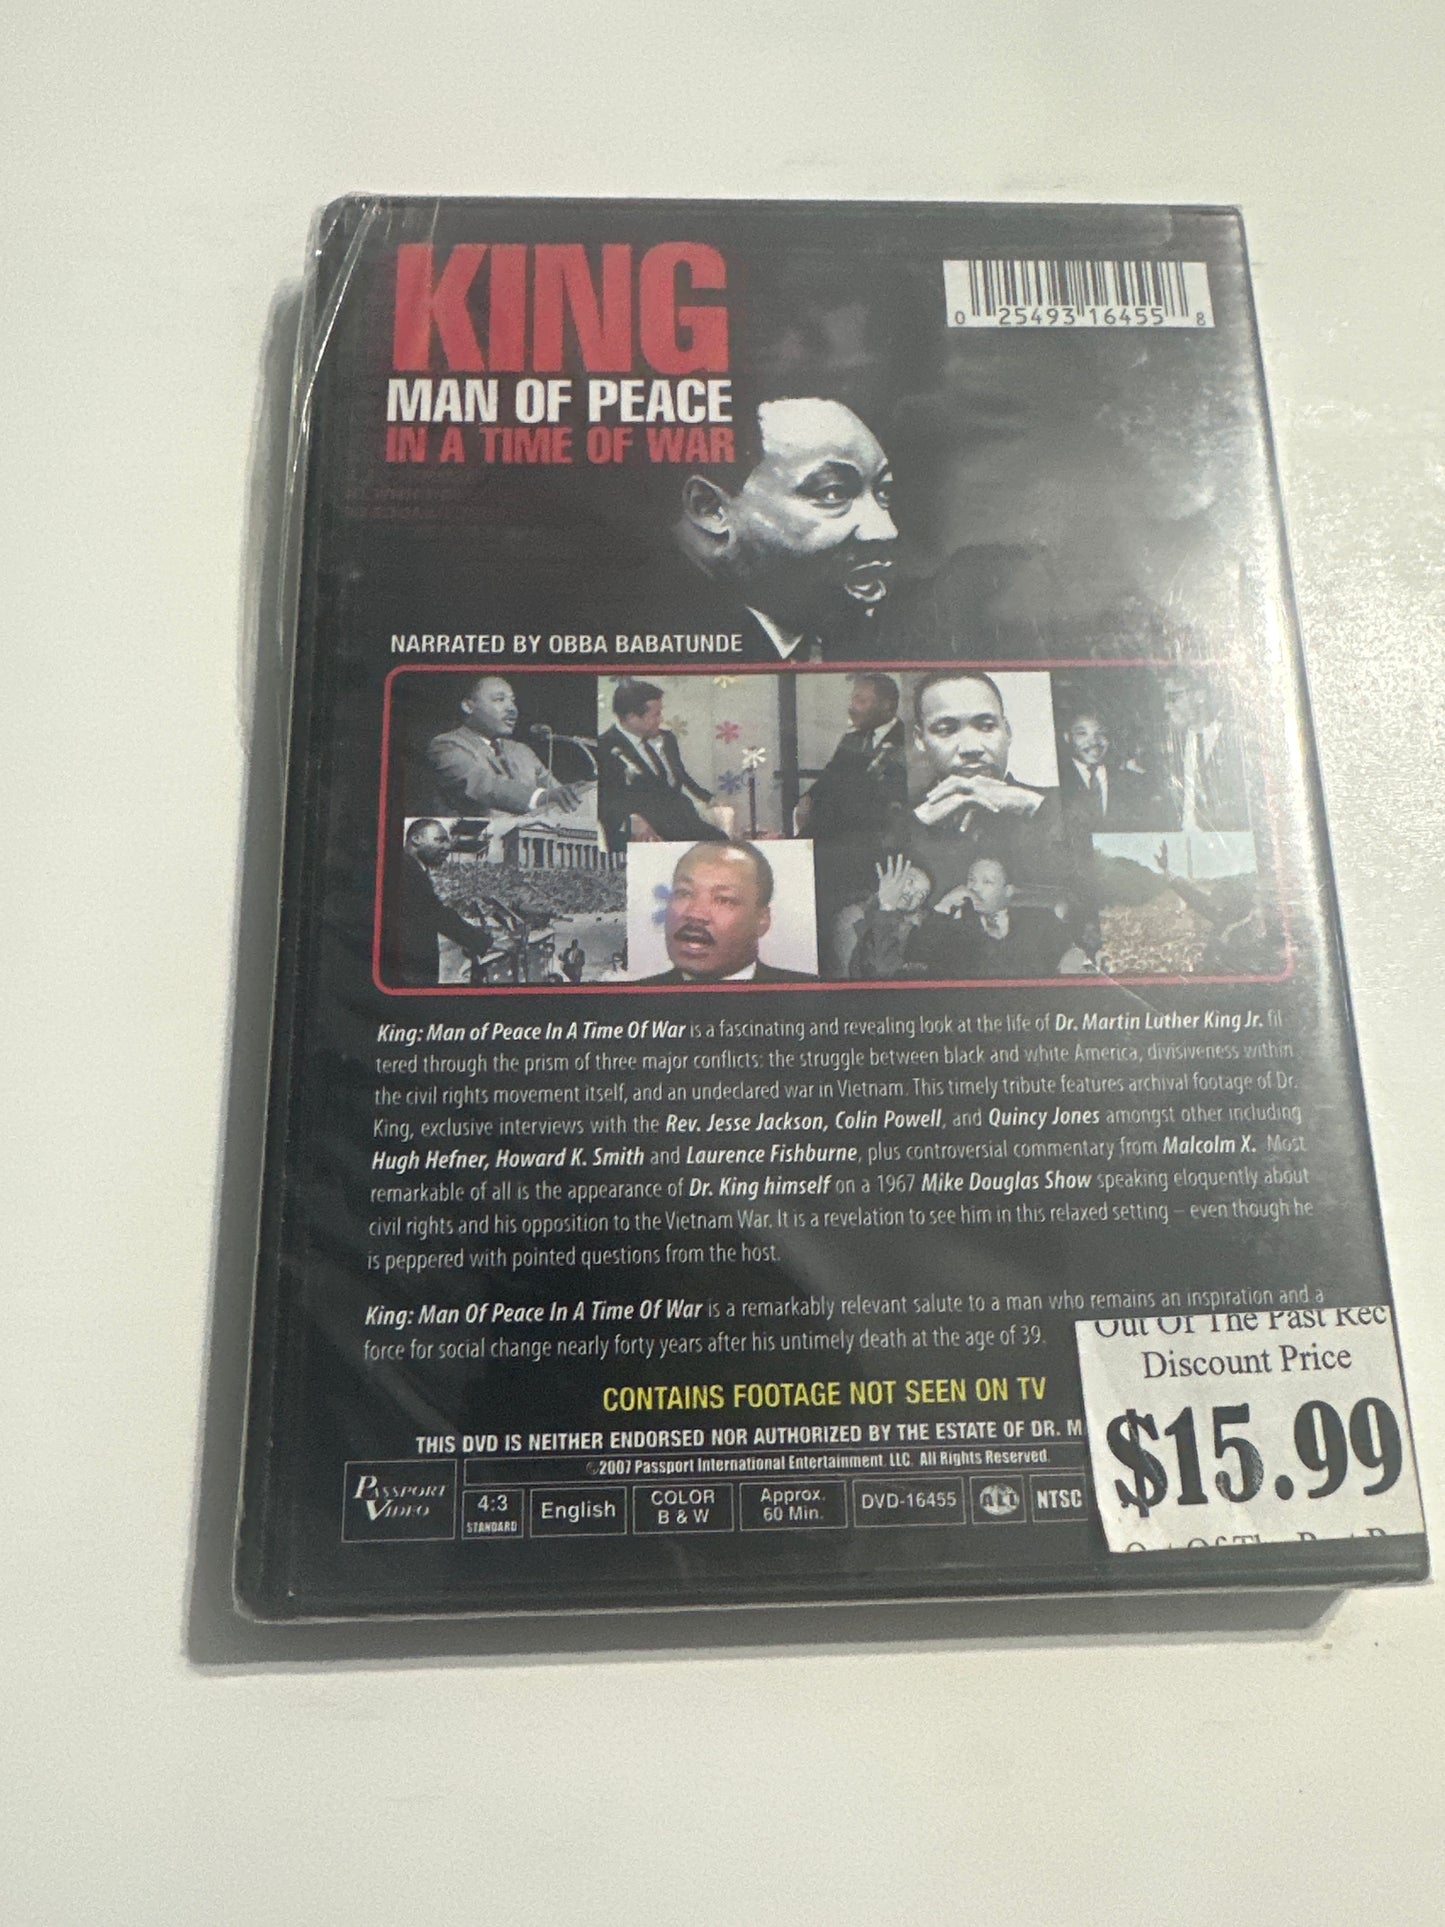 KING
MAN OF PEACE
IN A TIME OF WAR
0 25493 16455 8
NARRATED BY OBBA BABATUNDE
King: Man of Peace In A Time Of War is a fascinating and revealing look at the life of Dr. Martin Luther King Jr. fil
tered through the prism of three major conflicts: the struggle between black and white America, divisiveness within
the civil rights movement itself, and an undeclared war in Vietnam. This timely tribute features archival footage of Dr.
King, exclusive interviews with the Rev. Jesse Jackson, Colin Powell, and Quincy Jones amongst other including
Hugh Hefner, Howard K. Smith and Laurence Fishburne, plus controversial commentary from Malcolm X. Most
remarkable of all is the appearance of Dr. King himself on a 1967 Mike Douglas Show speaking eloquently about
civil rights and his opposition to the Vietnam War. It is a revelation to see him in this relaxed setting – even though he
is peppered with pointed questions from the host.
King: Man Of Peace In A Time Of War is a remarkably relevant salute to a man who remains an inspiration and a
force for social change nearly forty years after his untimely death at the age of 39.
Out Of The Past Rec
Discount Price
$15.99
CONTAINS FOOTAGE NOT SEEN ON TV
THIS DVD IS NEITHER ENDORSED NOR AUTHORIZED BY THE ESTATE OF DR. M
©2007 Passport International Entertainment, LLC. All Rights Reserved.
PASSPORT
VIDEO
4:3
STANDARD
English
COLOR
B & W
Approx.
60 Min.
DVD-16455
ALL
NTSC